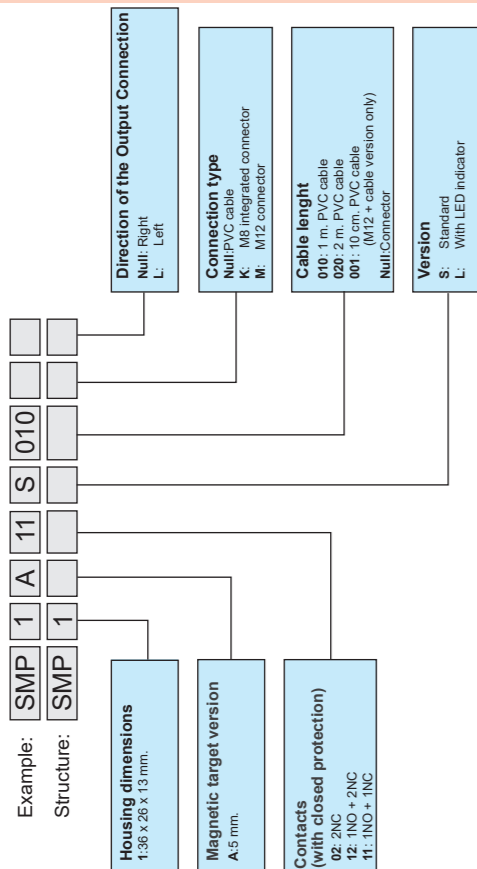 Example: SMP 1 A 11 S 010
Structure: SMP 1
Housing dimensions
1:36 x 26 x 13 mm.
Magnetic target version
A:5 mm.
Contacts
(with closed protection)
02: 2NC
12: 1NO + 2NC
11: 1NO + 1NC
Direction of the Output Connection
Null: Right
L: Left
Connection type
Null:PVC cable
K: M8 integrated connector
M: M12 connector
Cable lenght
010: 1 m. PVC cable
020: 2 m. PVC cable
001: 10 cm. PVC cable
(M12 + cable version only)
Null:Connector
Version
S: Standard
L: With LED indicator